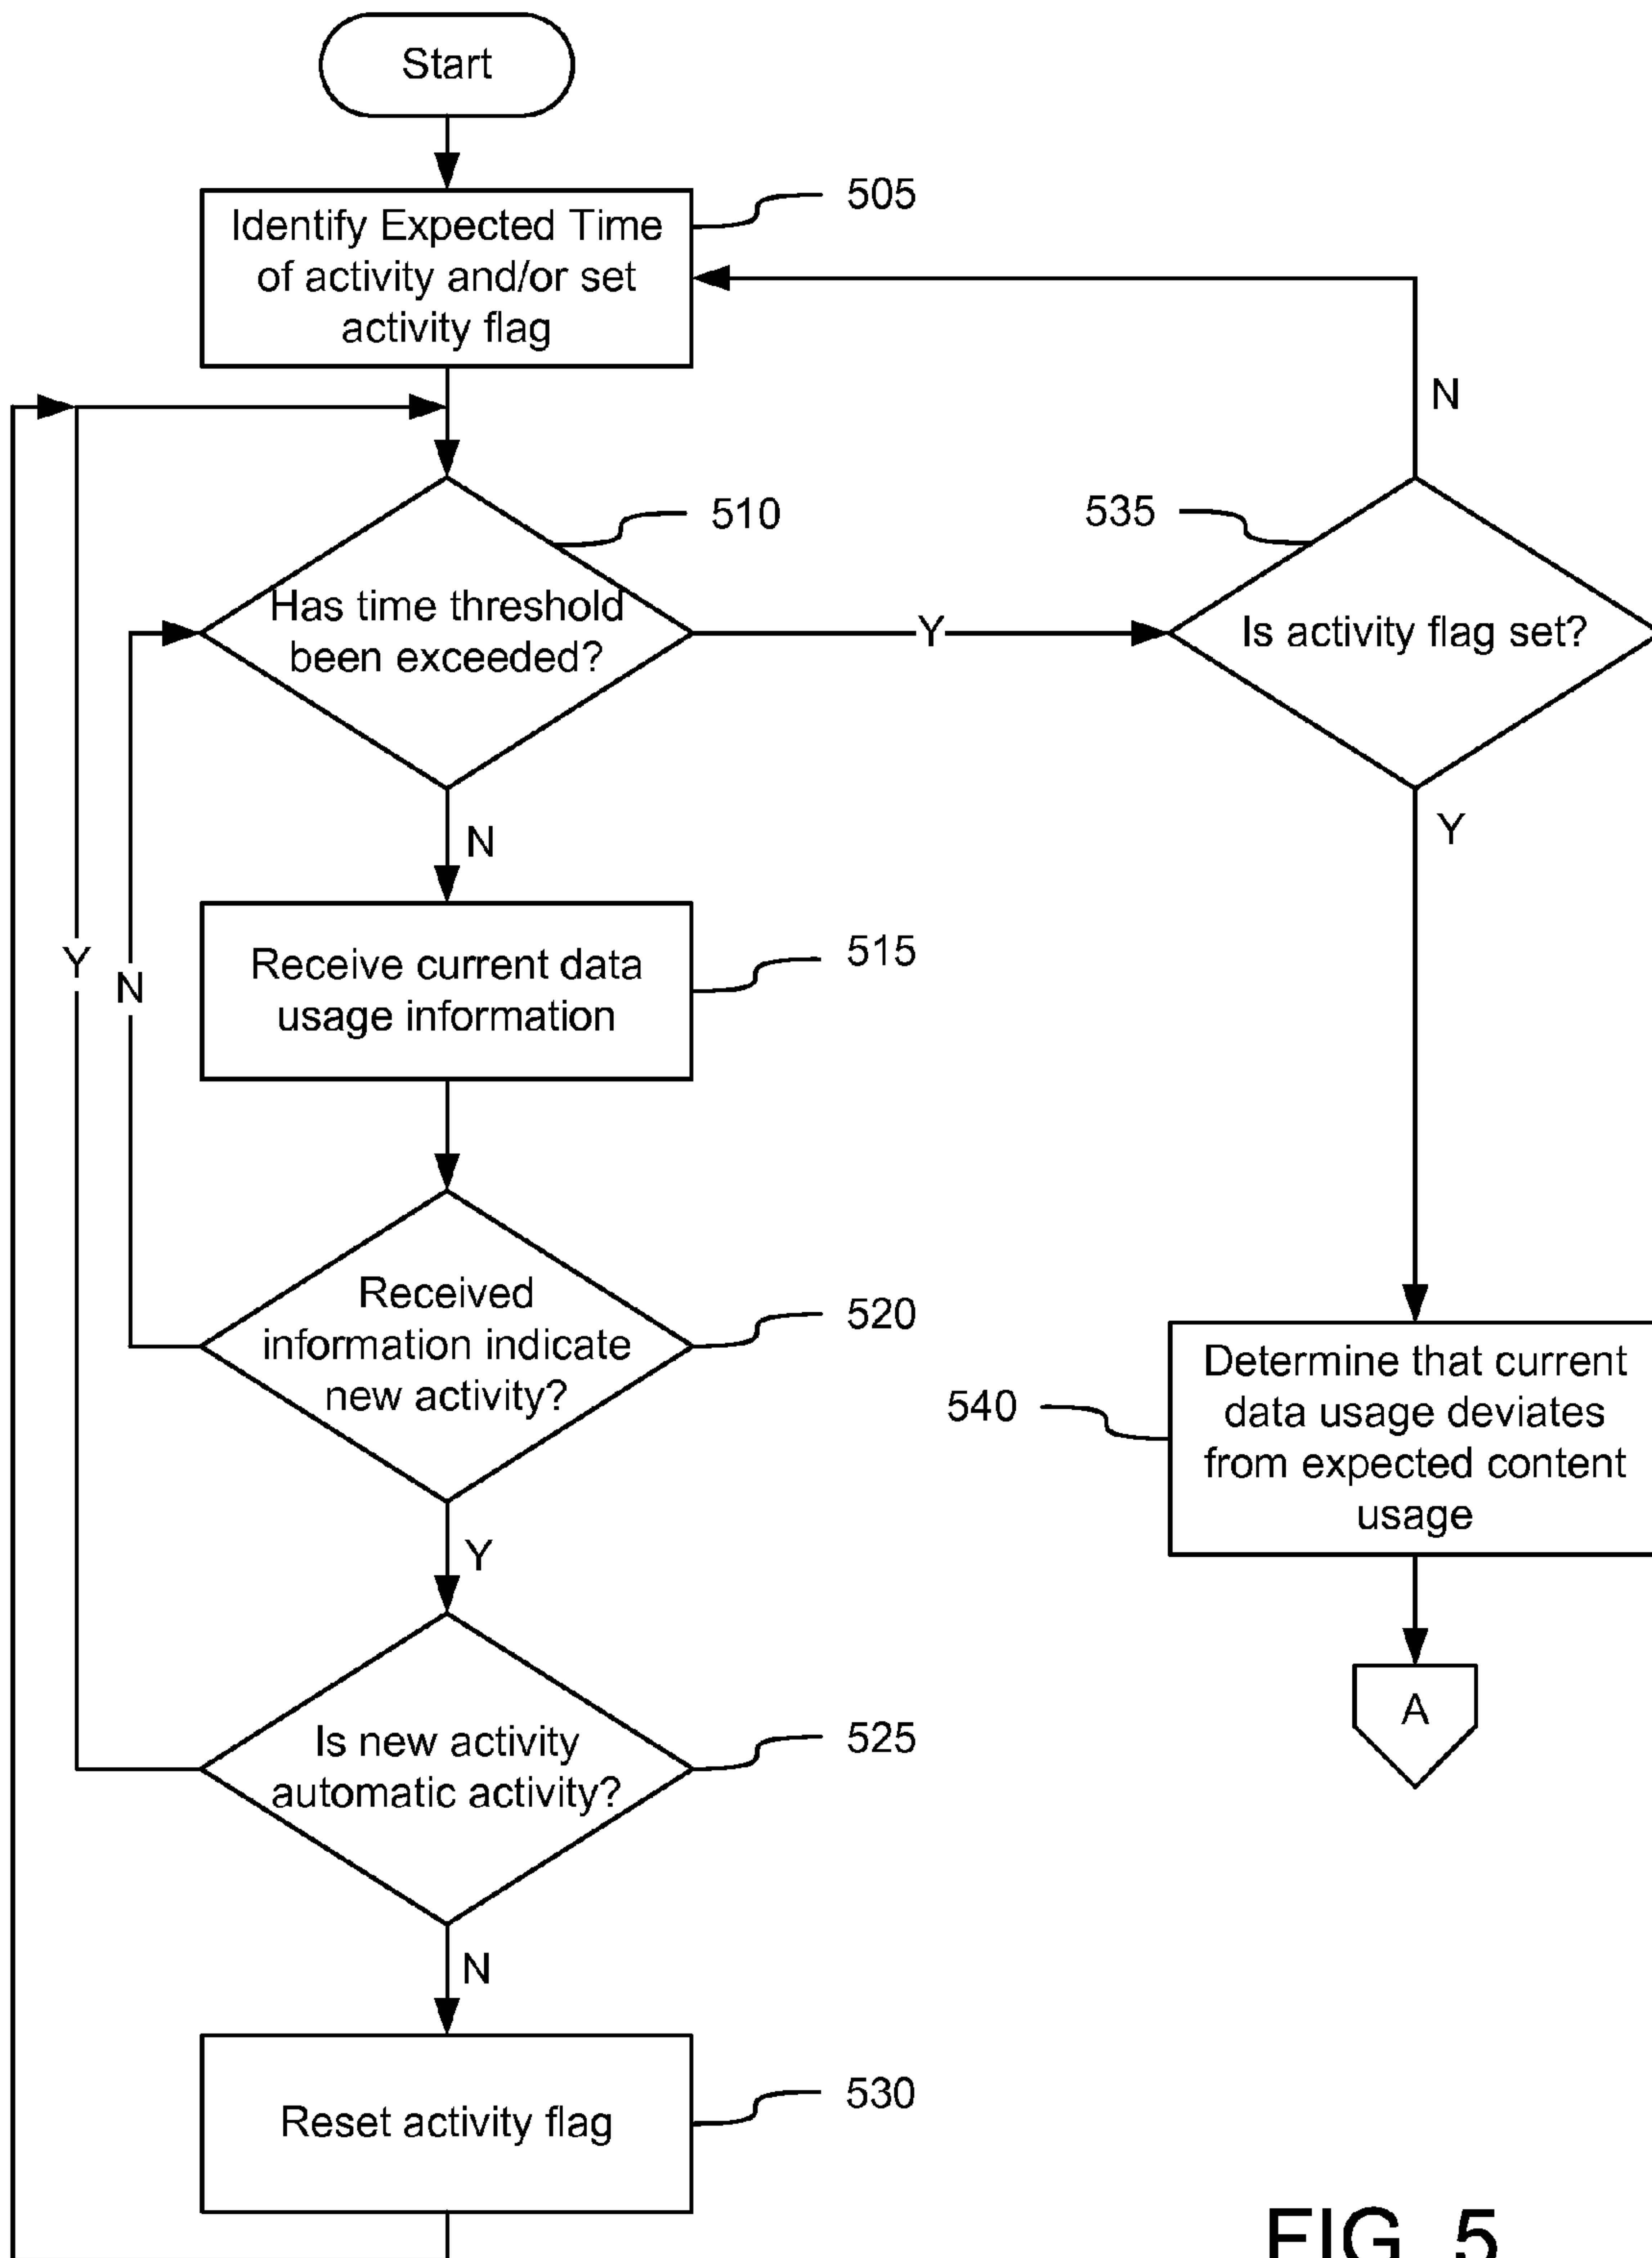 Start
505
Identify Expected Time
of activity and/or set
activity flag
N
510
535
Has time threshold
been exceeded?
Y
Is activity flag set?
N
Y
Y
N
515
Receive current data
usage information
520
Received
information indicate
new activity?
540
Determine that current
data usage deviates
from expected content
usage
Y
A
525
Is new activity
automatic activity?
N
530
Reset activity flag
FIG. 5